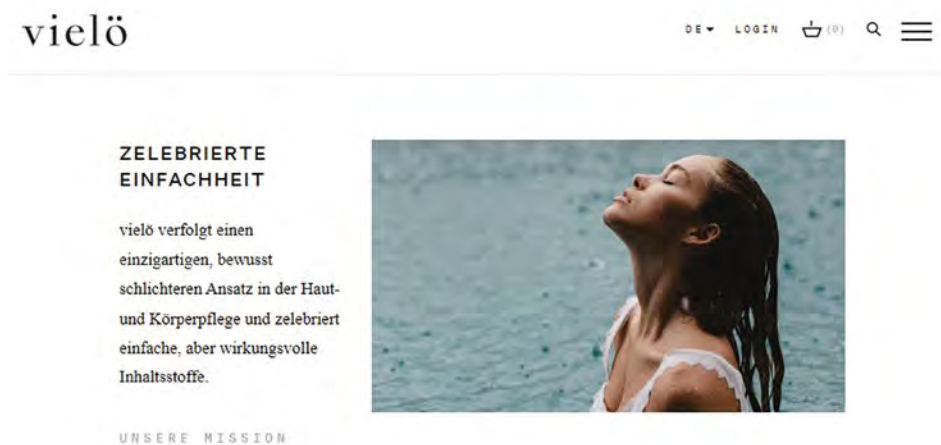 vielö
DE LOGIN (0)
ZELEBRIERTE
EINFACHHEIT
vielö verfolgt einen
einzigartigen, bewusst
schlichteren Ansatz in der Haut-
und Körperpflege und zelebriert
einfache, aber wirkungsvolle
Inhaltsstoffe.
UNSERE MISSION